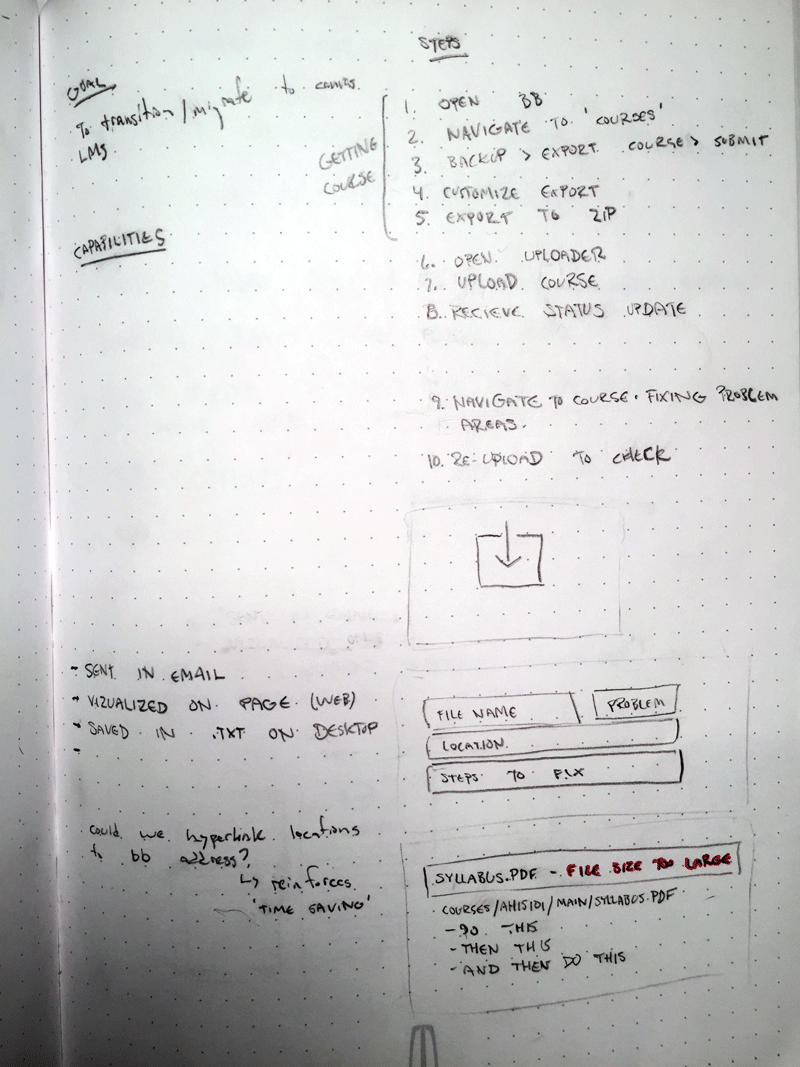 STEPS
GOAL
To transition/migrate to canvas
LMS
GETTING
COURSE
1. OPEN BB
2. NAVIGATE TO 'COURSES'
3. BACKUP > EXPORT COURSE > SUBMIT
4. CUSTOMIZE EXPORT
5. EXPORT TO ZIP
CAPABILITIES
6. OPEN UPLOADER
7. UPLOAD COURSE
8. RECIEVE STATUS UPDATE
9. NAVIGATE TO COURSE. FIXING PROBLEM
AREAS.
10. RE-UPLOAD TO CHECK
- SENT IN EMAIL
- VIZUALIZED ON PAGE (WEB)
- SAVED IN .TXT ON DESKTOP
-
FILE NAME
PROBLEM
LOCATION
STEPS TO FIX
could we hyperlink locations
to bb address?
↳ reinforces
'TIME SAVING'
SYLLABUS.PDF - FILE SIZE TOO LARGE
COURSES/AHIS101/MAIN/SYLLABUS.PDF
- DO THIS
- THEN THIS
- AND THEN DO THIS